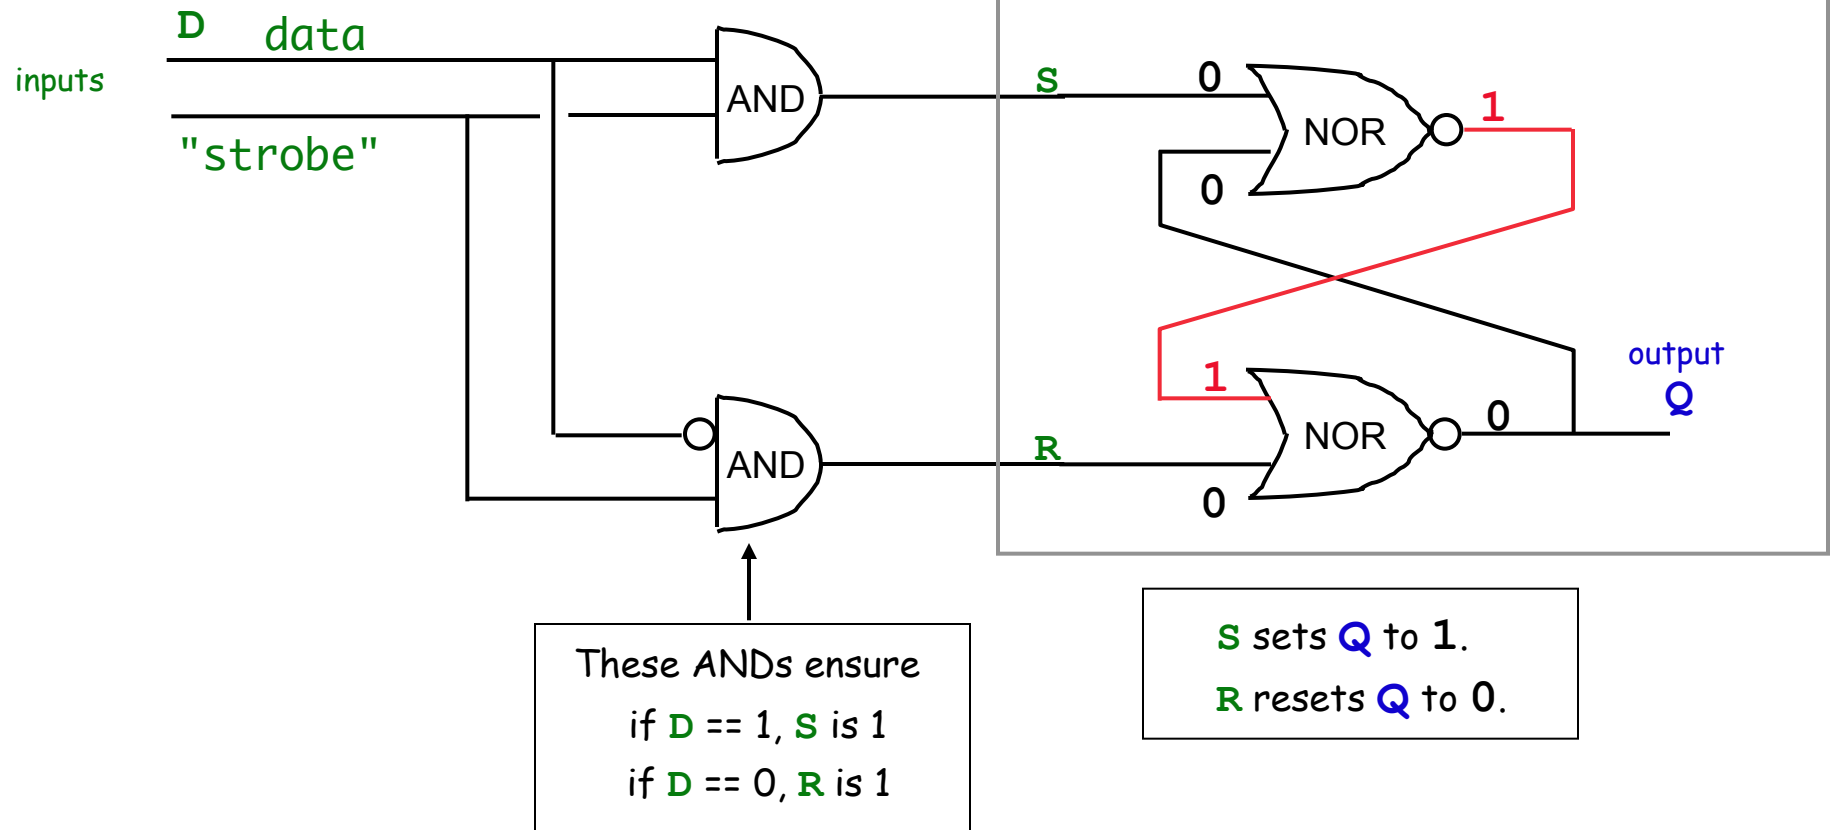 D data
inputs
"strobe"
AND
S
0
NOR
1
0
AND
R
1
NOR
0
0
output
Q
These ANDs ensure
if D == 1, S is 1
if D == 0, R is 1
S sets Q to 1.
R resets Q to 0.